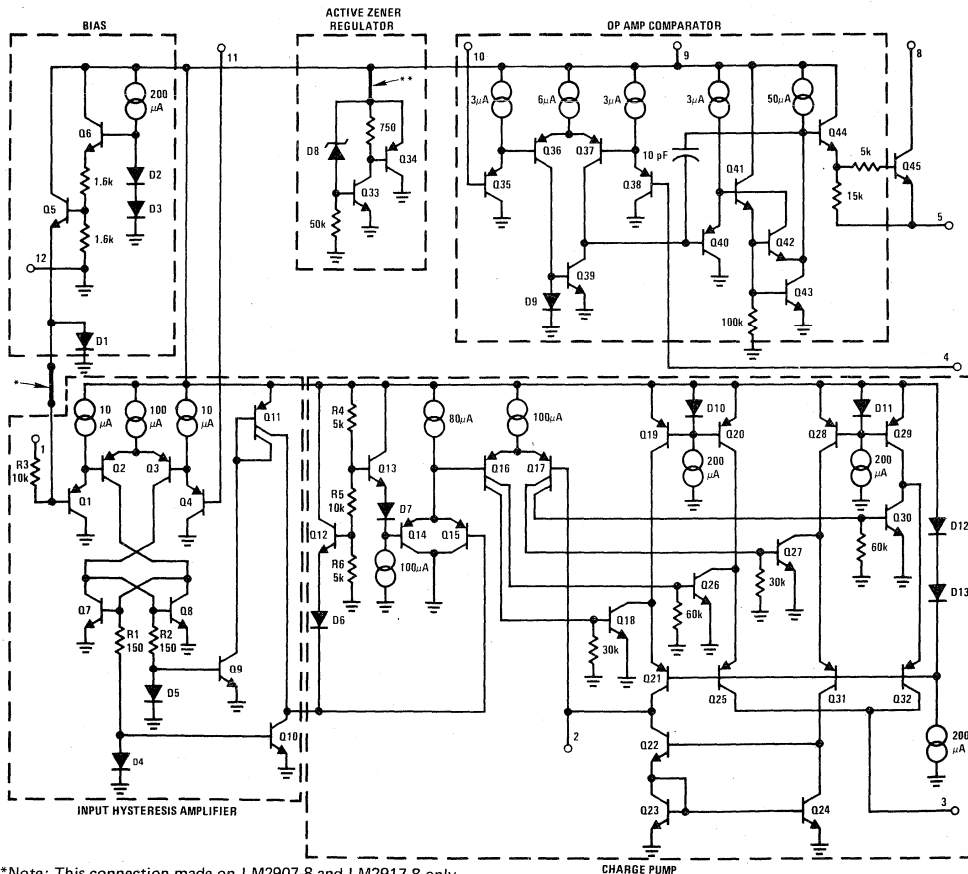 BIAS
ACTIVE ZENER
REGULATOR
OP AMP COMPARATOR
11
10
9
8
200
μA
**
3μA
6μA
3μA
3μA
50μA
Q6
D8
750
Q34
Q36
Q37
10 pF
Q44
5k
Q45
D2
1.6k
D3
Q5
Q33
Q35
Q38
Q41
15k
50k
1.6k
Q40
Q42
5
12
Q39
Q43
D9
100k
D1
4
*
10
μA
100
μA
10
μA
Q11
R4
5k
80μA
100μA
D10
D11
Q19
Q20
Q28
Q29
1
R3
10k
Q2
Q3
Q13
Q16
Q17
200
μA
200
μA
Q1
Q4
R5
10k
D7
Q30
D12
Q12
Q14
Q15
60k
R6
5k
100μA
Q27
30k
Q26
D13
Q7
Q8
D6
60k
Q18
R1
150
R2
150
30k
Q9
Q21
Q25
Q31
Q32
D5
200
μA
Q10
2
Q22
D4
3
Q23
Q24
INPUT HYSTERESIS AMPLIFIER
*Note: This connection made on LM2907-8 and LM2917-8 only.
CHARGE PUMP